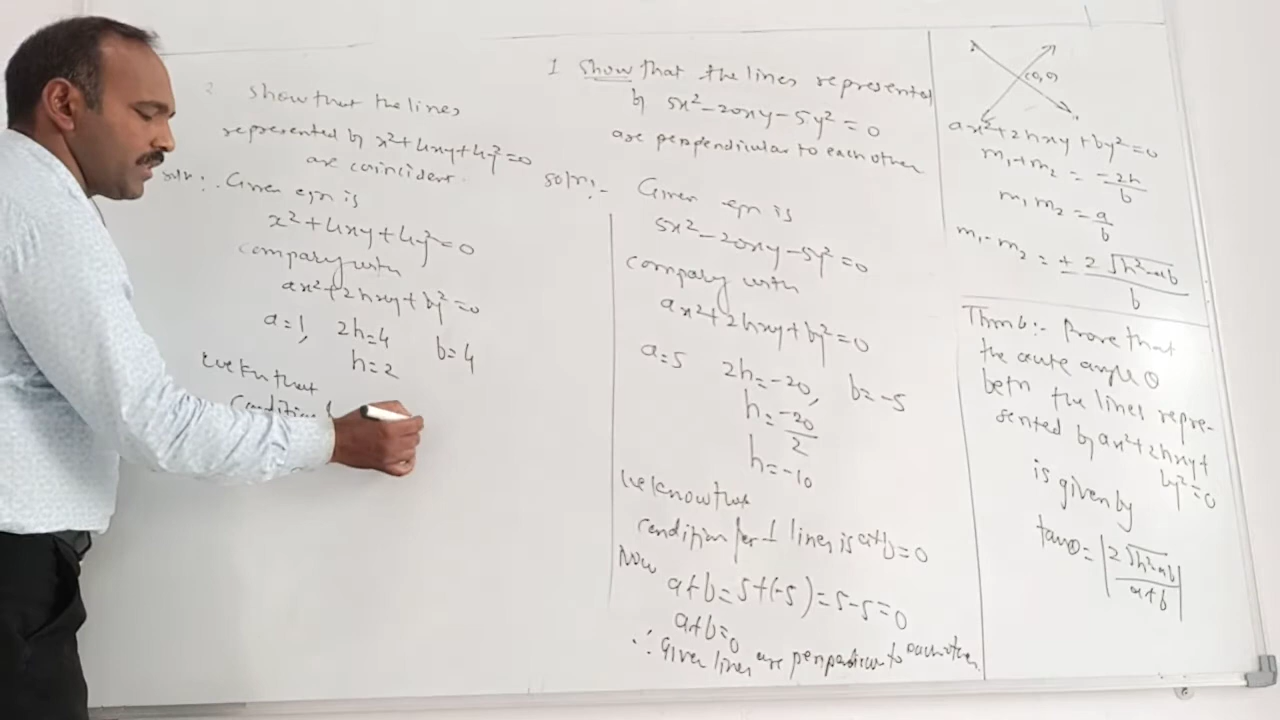 2 Show that the lines
represented by x²+4xy+4y²=0
are coincident.
Soln:- Given eqn is
x²+4xy+4y²=0
compary with
ax²+2hxy+by²=0
a=1, 2h=4 b=4
h=2
We know that
Condition f
1 Show that the lines represented
by 5x²-20xy-5y²=0
are perpendicular to each other
soln:- Given eqn is
5x²-20xy-5y²=0
compary with
ax²+2hxy+by²=0
a=5 2h=-20, b=-5
h=-20/2
h=-10
We know that
Condition for ⊥ lines is a+b=0
Now a+b=5+(-5)=5-5=0
a+b=0
∴ Given lines are perpendicular to each other
(0,0)
ax²+2hxy+by²=0
m₁+m₂=-2h/b
m₁m₂=a/b
m₁-m₂=±2√h²-ab/b
Thm 6:- Prove that
the acute angle θ
betn the lines repre-
sented by ax²+2hxy+
by²=0
is given by
tanθ=|2√h²-ab/a+b|